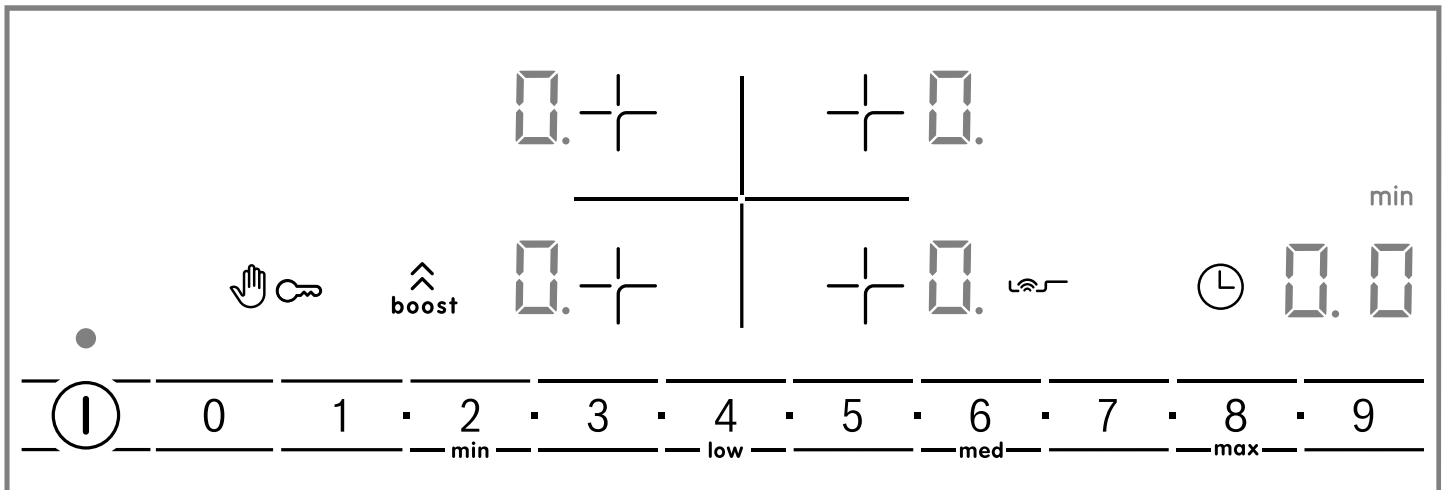 0. 0.
min
boost 0. 0. 0. 0
0 1 · 2 · 3 · 4 · 5 · 6 · 7 · 8 · 9
min low med max